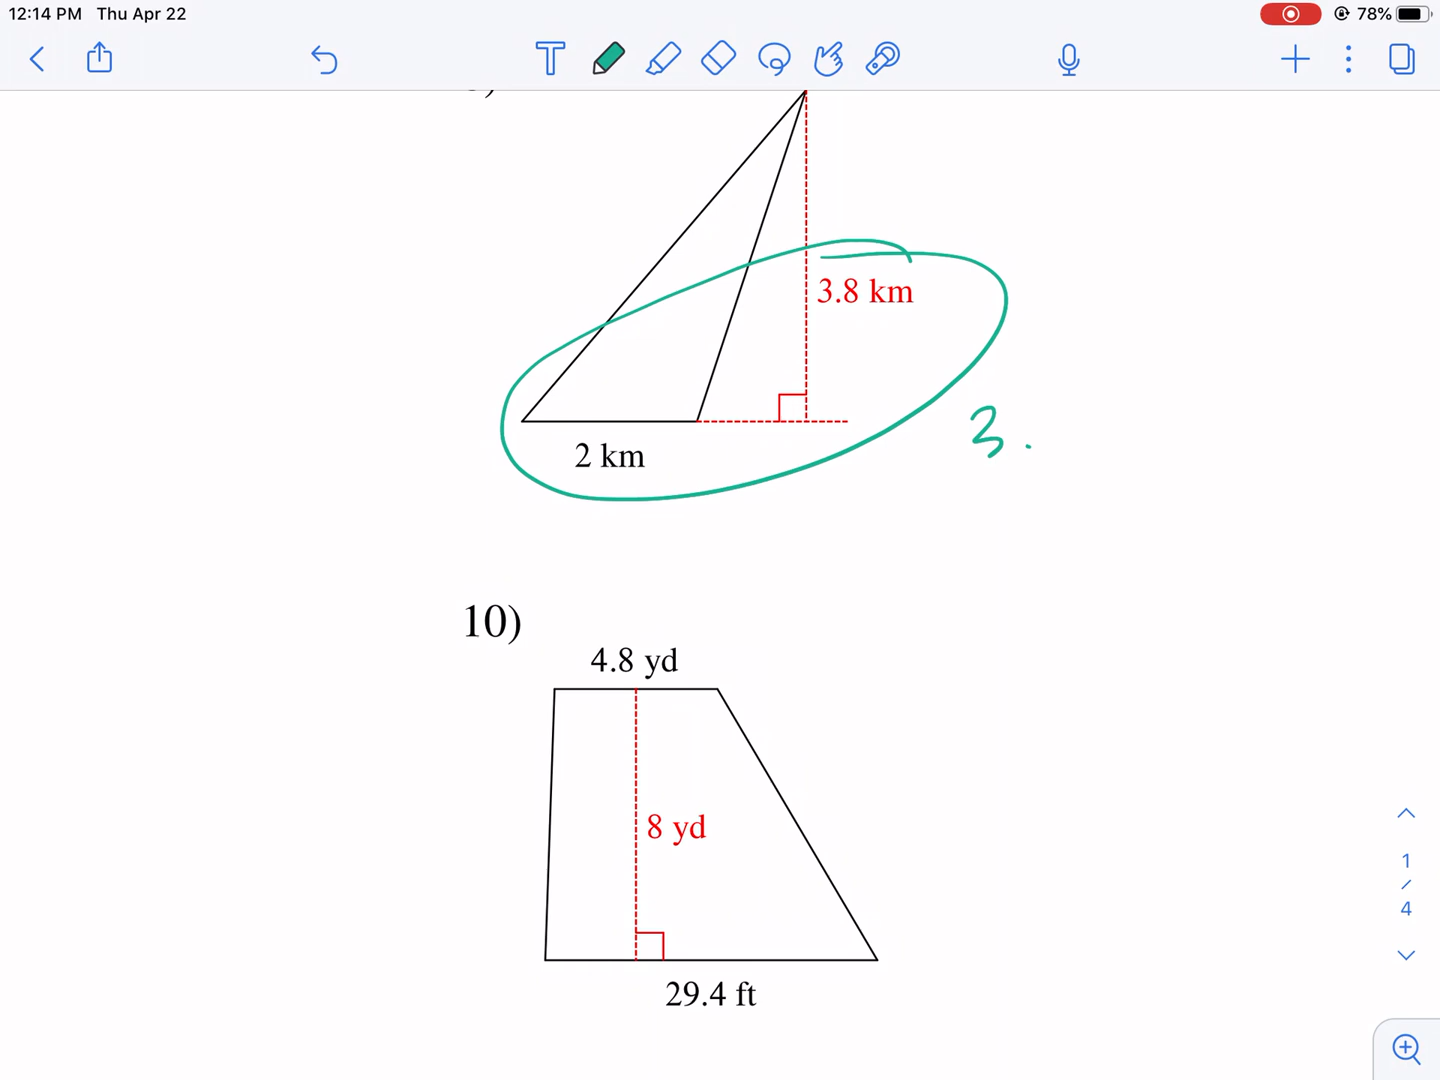 12:14 PM Thu Apr 22
78%
T
3.8 km
3.
2 km
10)
4.8 yd
8 yd
1
/
4
29.4 ft